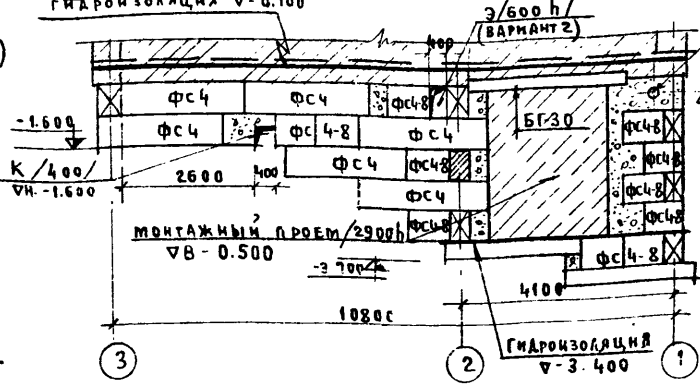 ГИДРОИЗОЛЯЦИЯ ▽-0.100
Э/600 h/
(ВАРИАНТ 2)
400
ФС4
ФС4
ФС4-8
БГ30
-1.600
ФС4
ФС 4-8
ФС4
ФС4-8
К /400/
▽Н.-1.600
2600
400
ФС4
ФС4-8
ФС4-8
ФС4
ФС4-8
МОНТАЖНЫЙ ПРОЕМ/2900h
▽В-0.500
ФС4-8
ФС4-8
-3.700
ФС 4-8
4100
10800
ГИДРОИЗОЛЯЦИЯ
▽-3.400
3
2
1